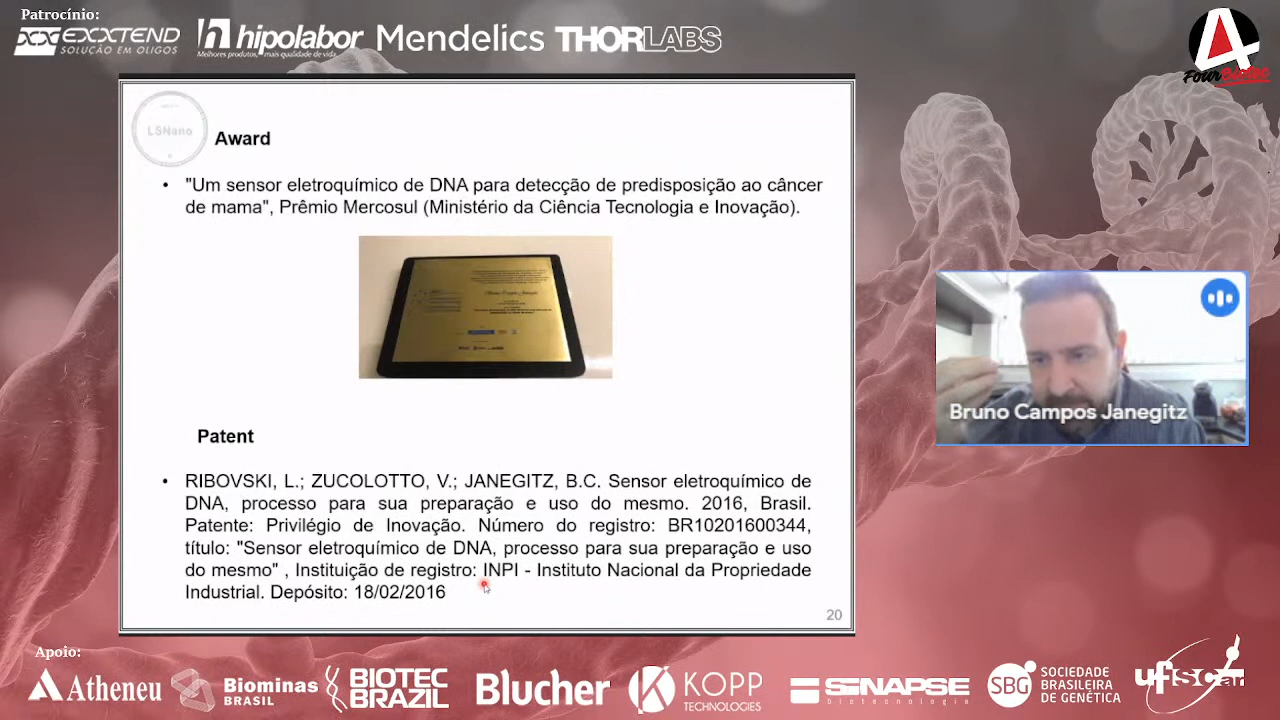 Patrocínio:
EXXTEND
SOLUÇÃO EM OLIGOS
hipolabor
Melhores produtos, mais qualidade de vida.
Mendelics
THORLABS
FourBiotec
LSNano
Award
• "Um sensor eletroquímico de DNA para detecção de predisposição ao câncer
de mama", Prêmio Mercosul (Ministério da Ciência Tecnologia e Inovação).
Bruno Campos Janegitz
Patent
• RIBOVSKI, L.; ZUCOLOTTO, V.; JANEGITZ, B.C. Sensor eletroquímico de
DNA, processo para sua preparação e uso do mesmo. 2016, Brasil.
Patente: Privilégio de Inovação. Número do registro: BR10201600344,
título: "Sensor eletroquímico de DNA, processo para sua preparação e uso
do mesmo" , Instituição de registro: INPI - Instituto Nacional da Propriedade
Industrial. Depósito: 18/02/2016
20
Apoio:
Atheneu
Biominas
BRASIL
BIOTEC
BRAZIL
Blucher
KOPP
TECHNOLOGIES
SiNAPSE
biotecnologia
SBG
SOCIEDADE
BRASILEIRA
DE GENÉTICA
ufscar